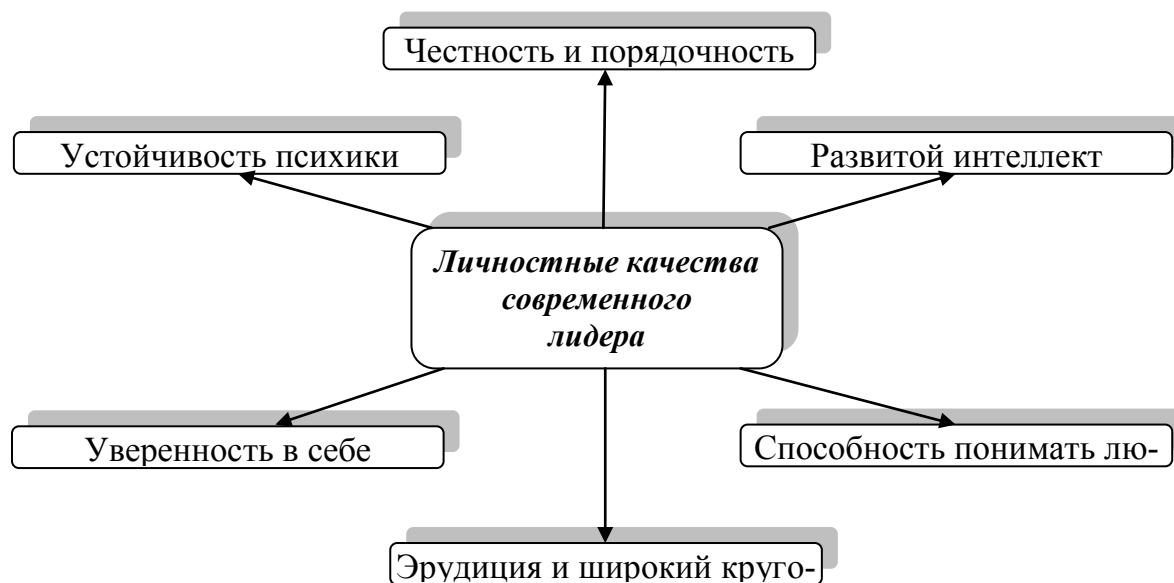 Честность и порядочность
Устойчивость психики
Развитой интеллект
Личностные качества
современного
лидера
Уверенность в себе
Способность понимать лю-
Эрудиция и широкий круго-